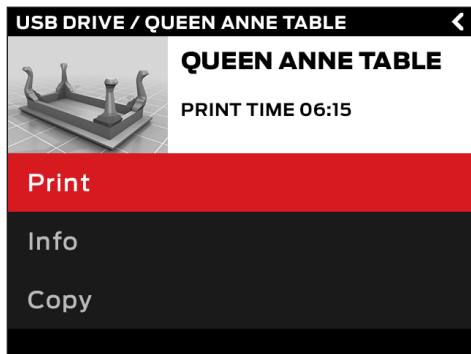 USB DRIVE / QUEEN ANNE TABLE
QUEEN ANNE TABLE
PRINT TIME 06:15
Print
Info
Copy